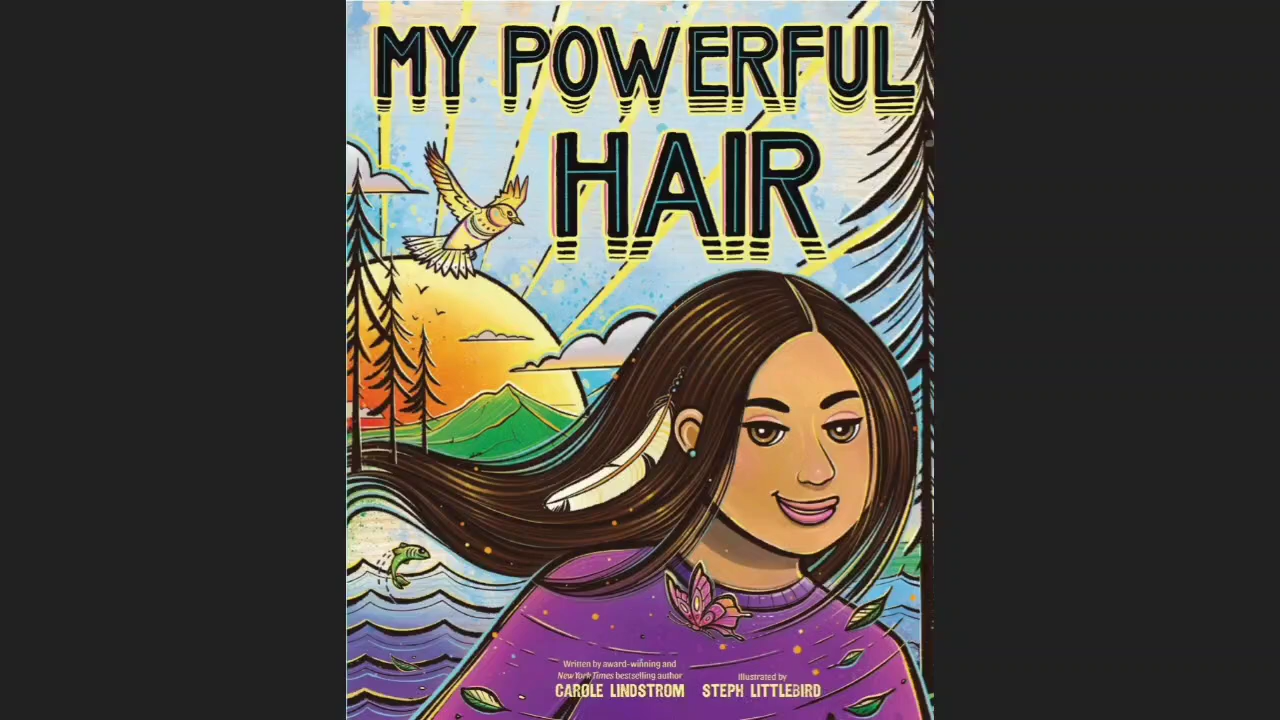 MY POWERFUL
HAIR
Written by award-winning and
New York Times bestselling author
CAROLE LINDSTROM
Illustrated by
STEPH LITTLEBIRD